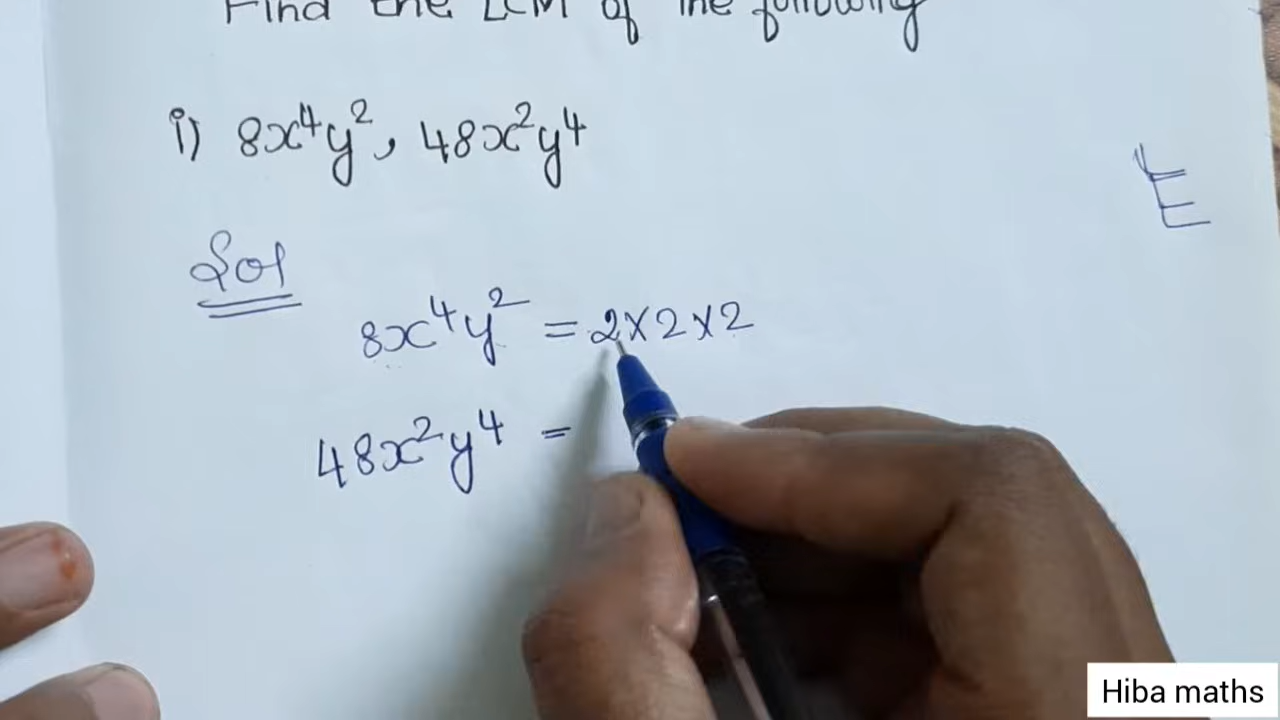 Find the LCM of the following
i) 8x⁴y², 48x²y⁴
Sol
8x⁴y² = 2×2×2
48x²y⁴ =
Hiba maths